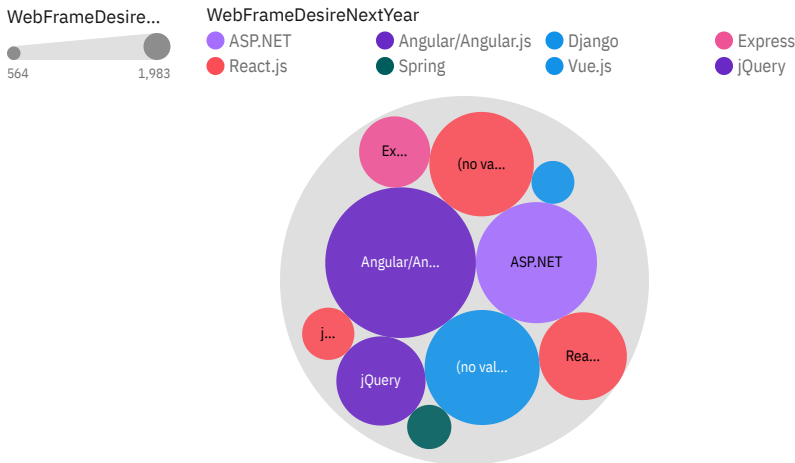 WebFrameDesire...
564 1,983
WebFrameDesireNextYear
ASP.NET Angular/Angular.js Django Express
React.js Spring Vue.js jQuery
Ex...
(no va...
Angular/An...
ASP.NET
j...
Rea...
(no val...
jQuery